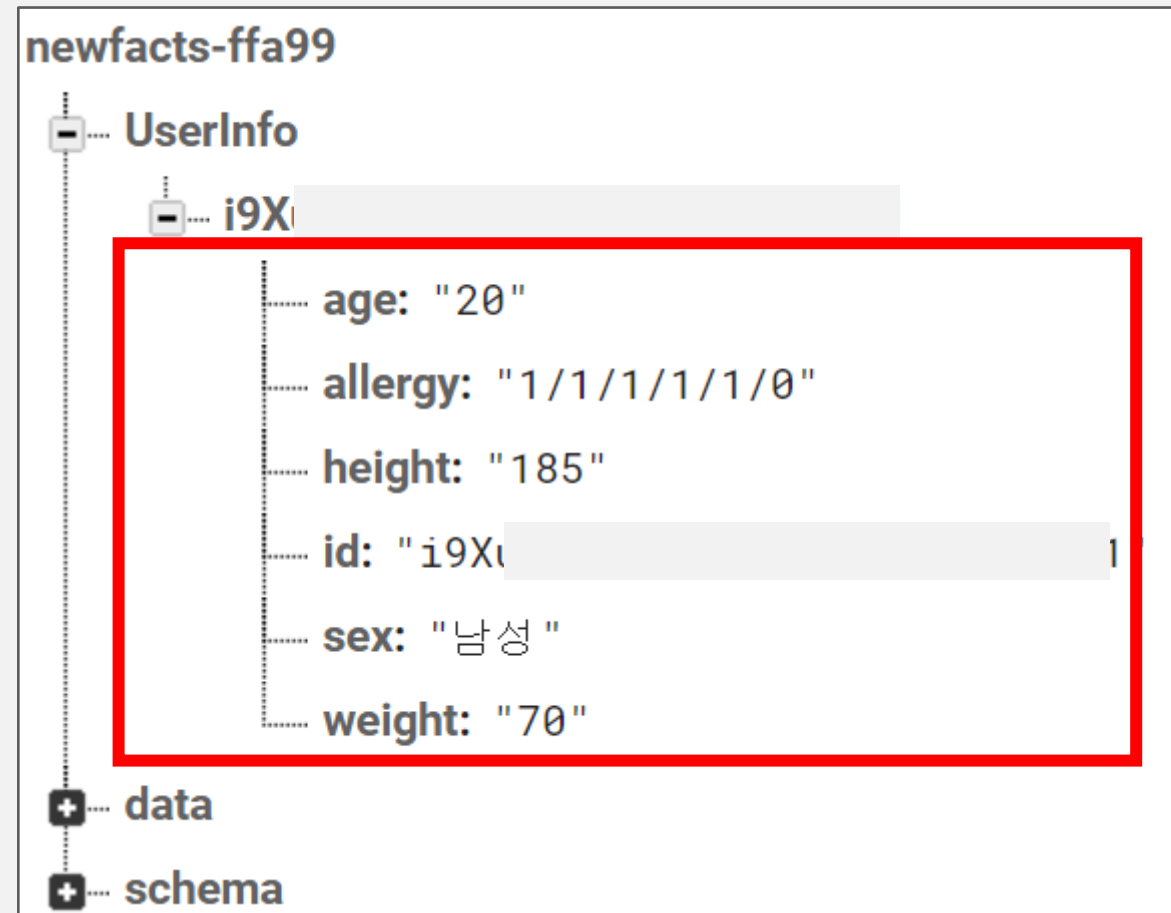 newfacts-ffa99
UserInfo
i9X
age: "20"
allergy: "1/1/1/1/1/0"
height: "185"
id: "i9X 1"
sex: "남성"
weight: "70"
data
schema